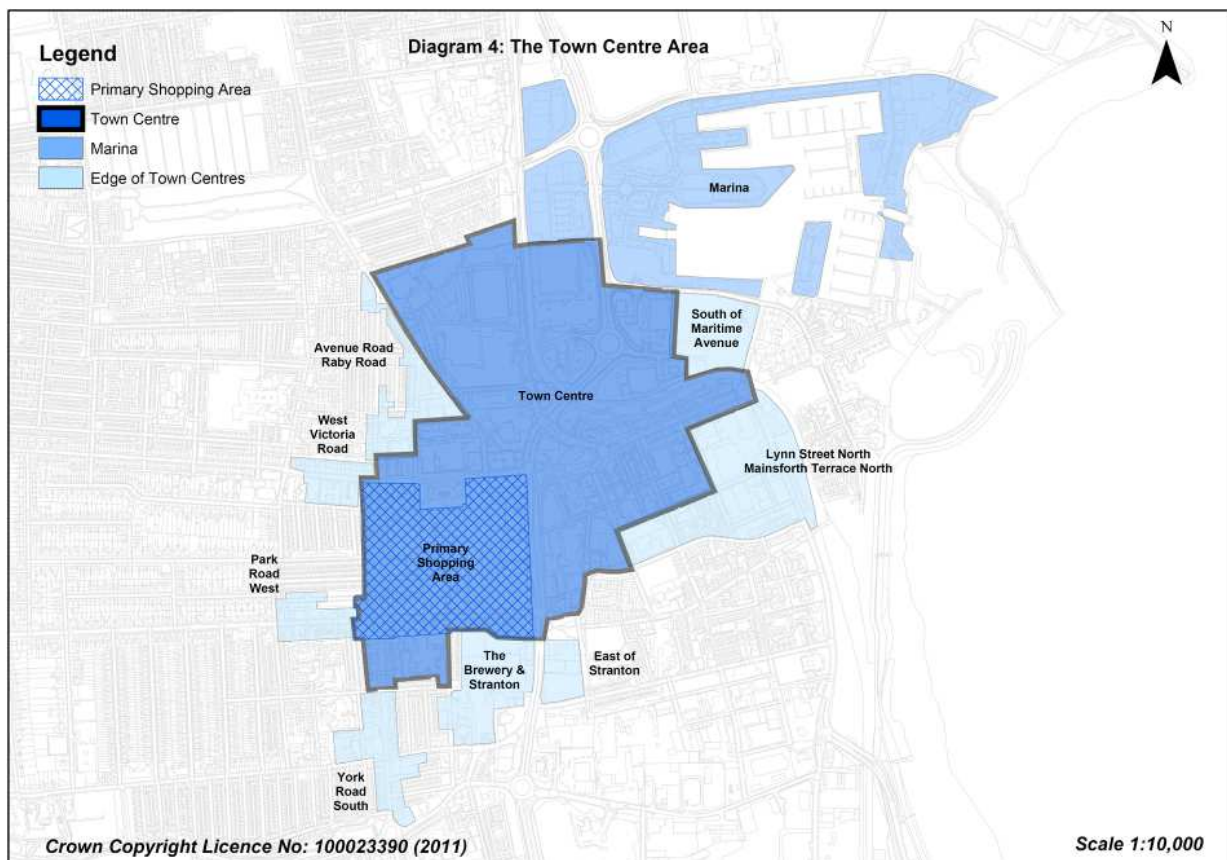 Diagram 4: The Town Centre Area
N
Legend
Primary Shopping Area
Town Centre
Marina
Edge of Town Centres
Marina
South of
Maritime
Avenue
Avenue Road
Raby Road
Town Centre
West
Victoria
Road
Lynn Street North
Mainsforth Terrace North
Primary
Shopping
Area
Park
Road
West
The
Brewery &
Stranton
East of
Stranton
York
Road
South
Crown Copyright Licence No: 100023390 (2011)
Scale 1:10,000